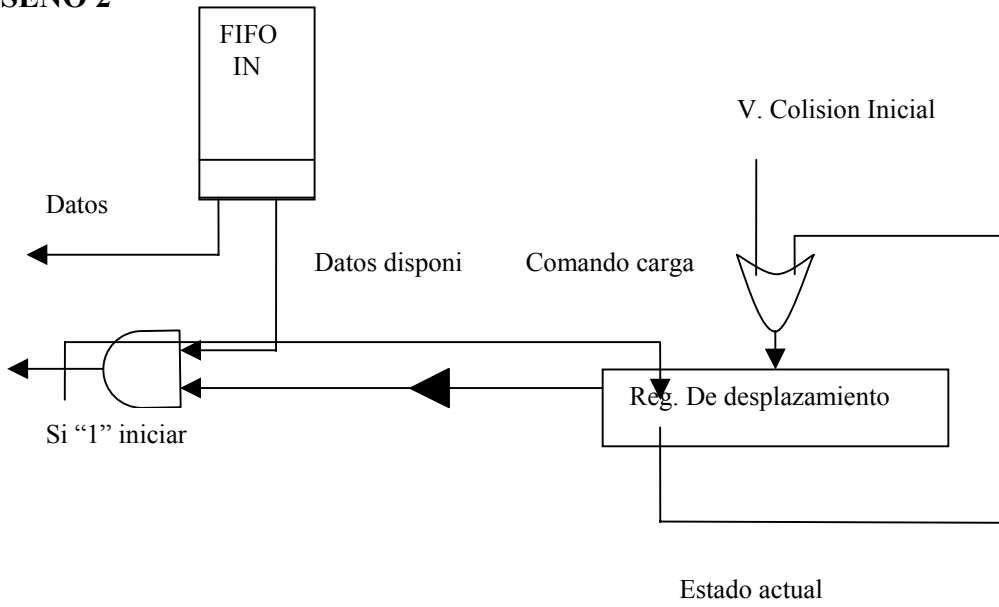 SEÑO 2
FIFO
IN
V. Colision Inicial
Datos
Datos disponi
Comando carga
Reg. De desplazamiento
Si “1” iniciar
Estado actual